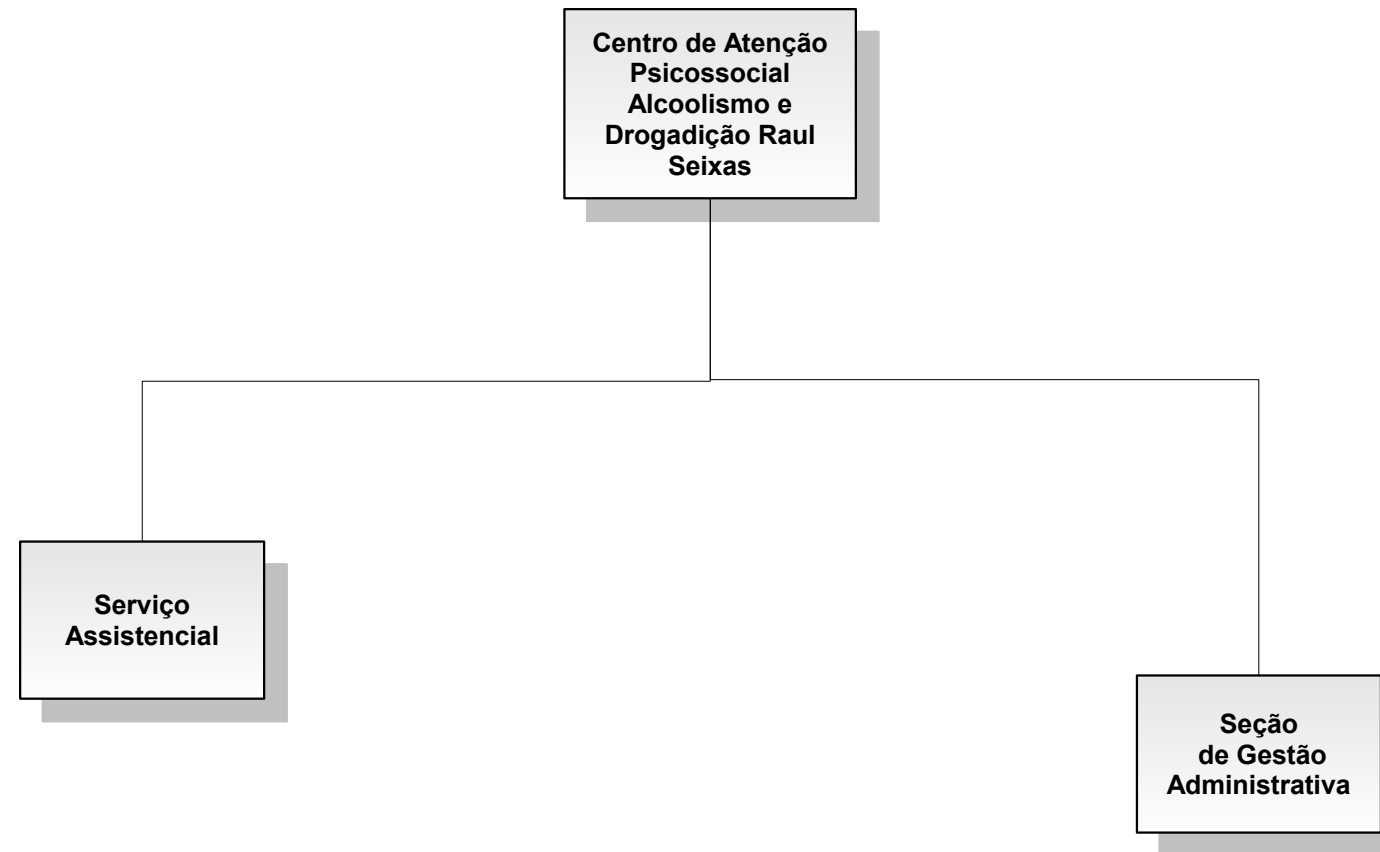 Centro de Atenção
Psicossocial
Alcoolismo e
Drogadição Raul
Seixas
Serviço
Assistencial
Seção
de Gestão
Administrativa